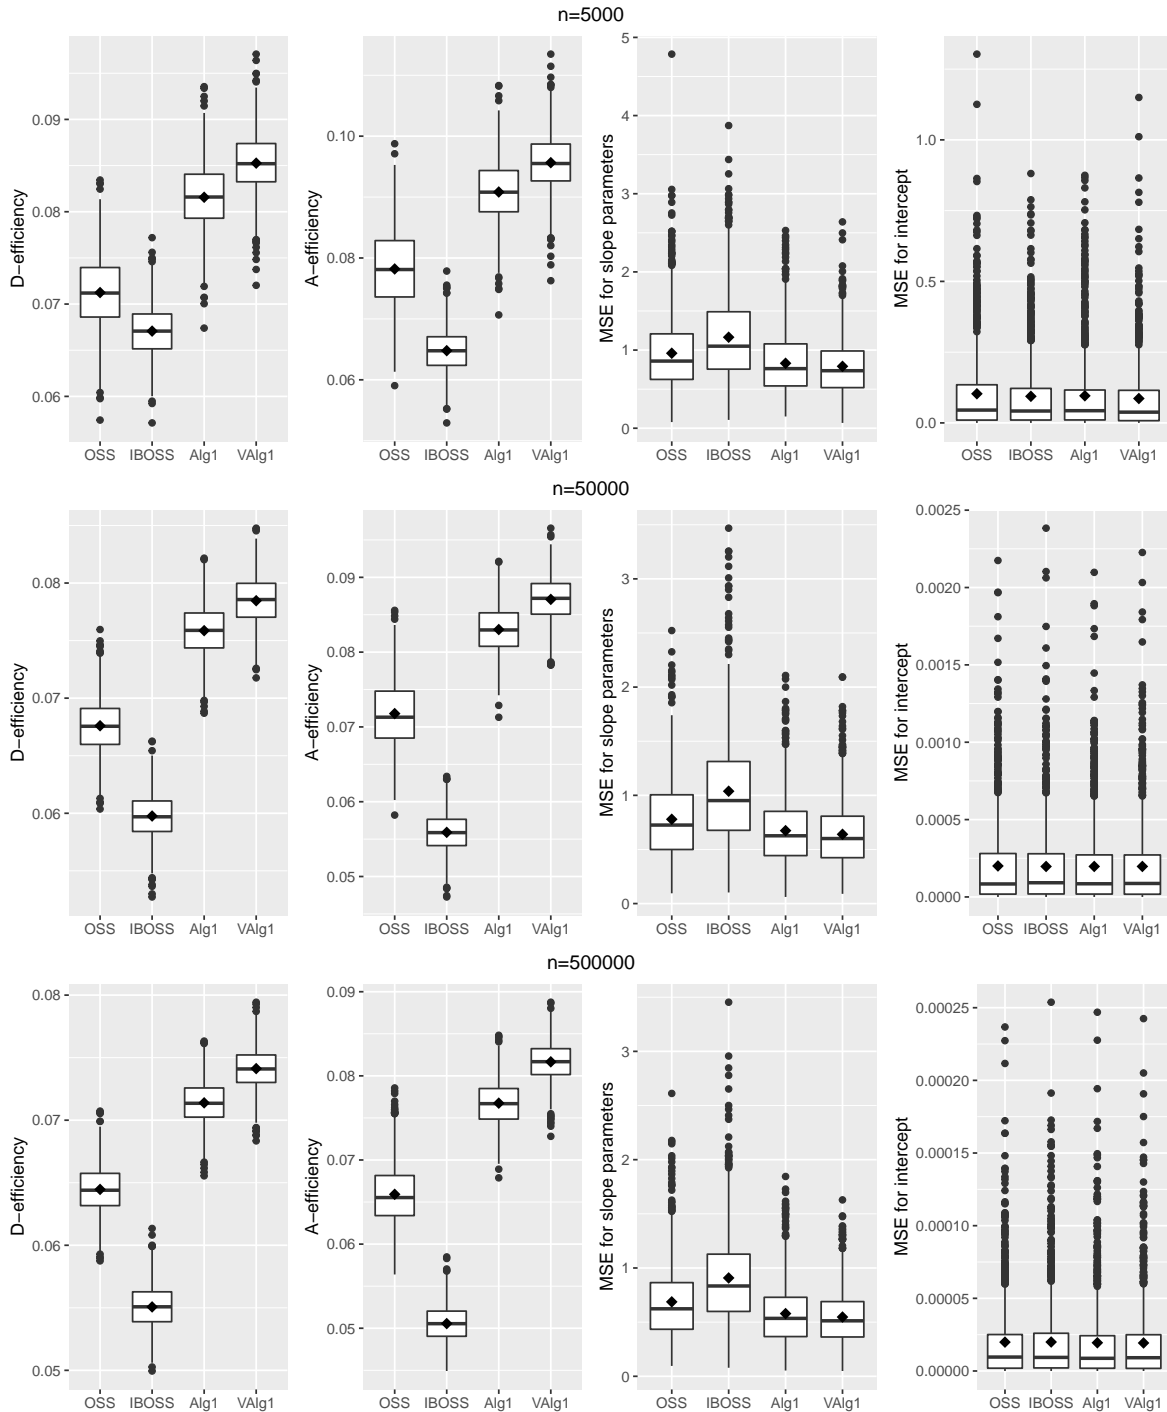 n=5000
D−efficiency
0.09
0.08
0.07
0.06
OSS IBOSS Alg1 VAlg1
A−efficiency
0.10
0.08
0.06
OSS IBOSS Alg1 VAlg1
MSE for slope parameters
5
4
3
2
1
0
OSS IBOSS Alg1 VAlg1
MSE for intercept
1.0
0.5
0.0
OSS IBOSS Alg1 VAlg1
n=50000
D−efficiency
0.08
0.07
0.06
OSS IBOSS Alg1 VAlg1
A−efficiency
0.09
0.08
0.07
0.06
0.05
OSS IBOSS Alg1 VAlg1
MSE for slope parameters
3
2
1
0
OSS IBOSS Alg1 VAlg1
MSE for intercept
0.0025
0.0020
0.0015
0.0010
0.0005
0.0000
OSS IBOSS Alg1 VAlg1
n=500000
D−efficiency
0.08
0.07
0.06
0.05
OSS IBOSS Alg1 VAlg1
A−efficiency
0.09
0.08
0.07
0.06
0.05
OSS IBOSS Alg1 VAlg1
MSE for slope parameters
3
2
1
0
OSS IBOSS Alg1 VAlg1
MSE for intercept
0.00025
0.00020
0.00015
0.00010
0.00005
0.00000
OSS IBOSS Alg1 VAlg1